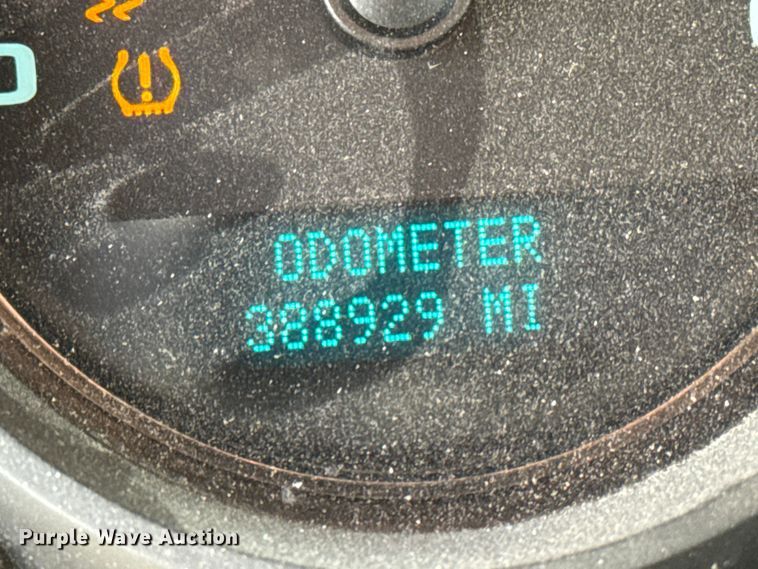 ODOMETER
388929 MI
Purple Wave Auction